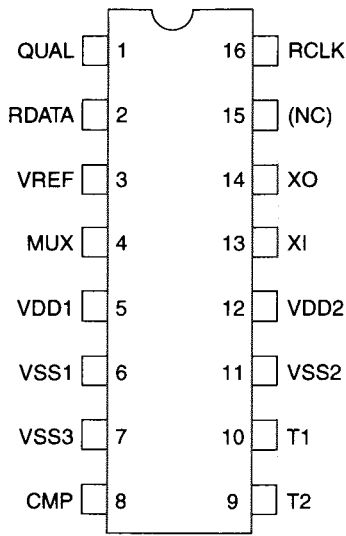 QUAL 1 16 RCLK
RDATA 2 15 (NC)
VREF 3 14 XO
MUX 4 13 XI
VDD1 5 12 VDD2
VSS1 6 11 VSS2
VSS3 7 10 T1
CMP 8 9 T2